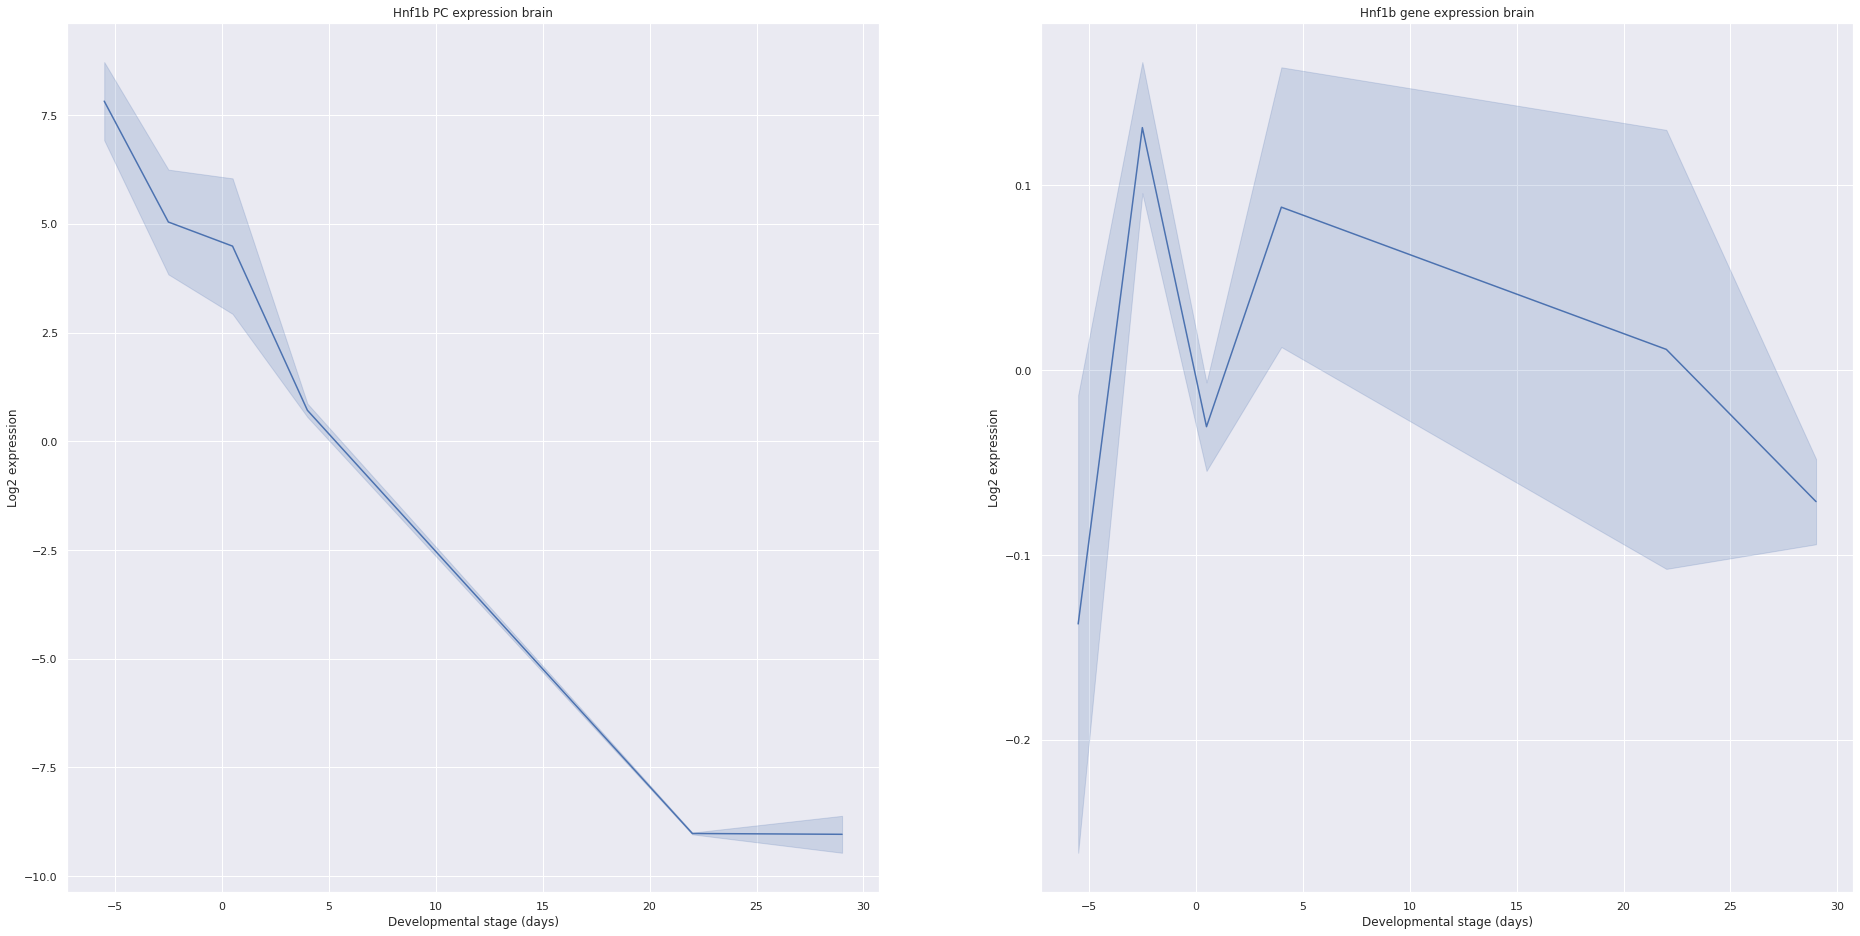 Hnf1b PC expression brain
Log2 expression
7.5
5.0
2.5
0.0
−2.5
−5.0
−7.5
−10.0
−5 0 5 10 15 20 25 30
Developmental stage (days)
Hnf1b gene expression brain
Log2 expression
0.1
0.0
−0.1
−0.2
−5 0 5 10 15 20 25 30
Developmental stage (days)